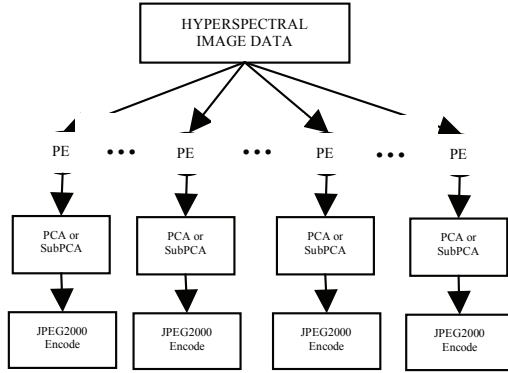 HYPERSPECTRAL
IMAGE DATA
PE ••• PE ••• PE ••• PE
PCA or
SubPCA
PCA or
SubPCA
PCA or
SubPCA
PCA or
SubPCA
JPEG2000
Encode
JPEG2000
Encode
JPEG2000
Encode
JPEG2000
Encode